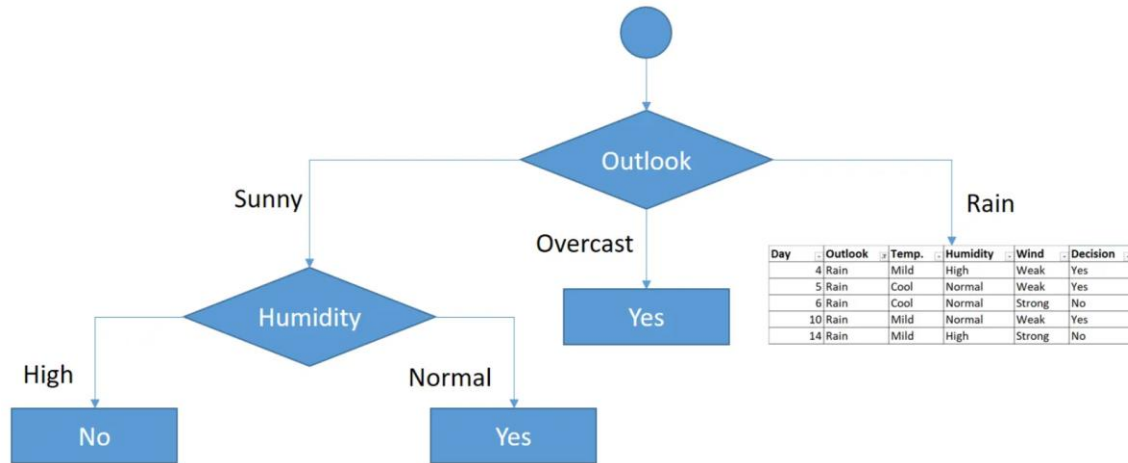 Outlook
Sunny
Overcast
Rain
Day Outlook Temp. Humidity Wind Decision
4 Rain Mild High Weak Yes
5 Rain Cool Normal Weak Yes
6 Rain Cool Normal Strong No
10 Rain Mild Normal Weak Yes
14 Rain Mild High Strong No
Humidity
Yes
High
Normal
No
Yes